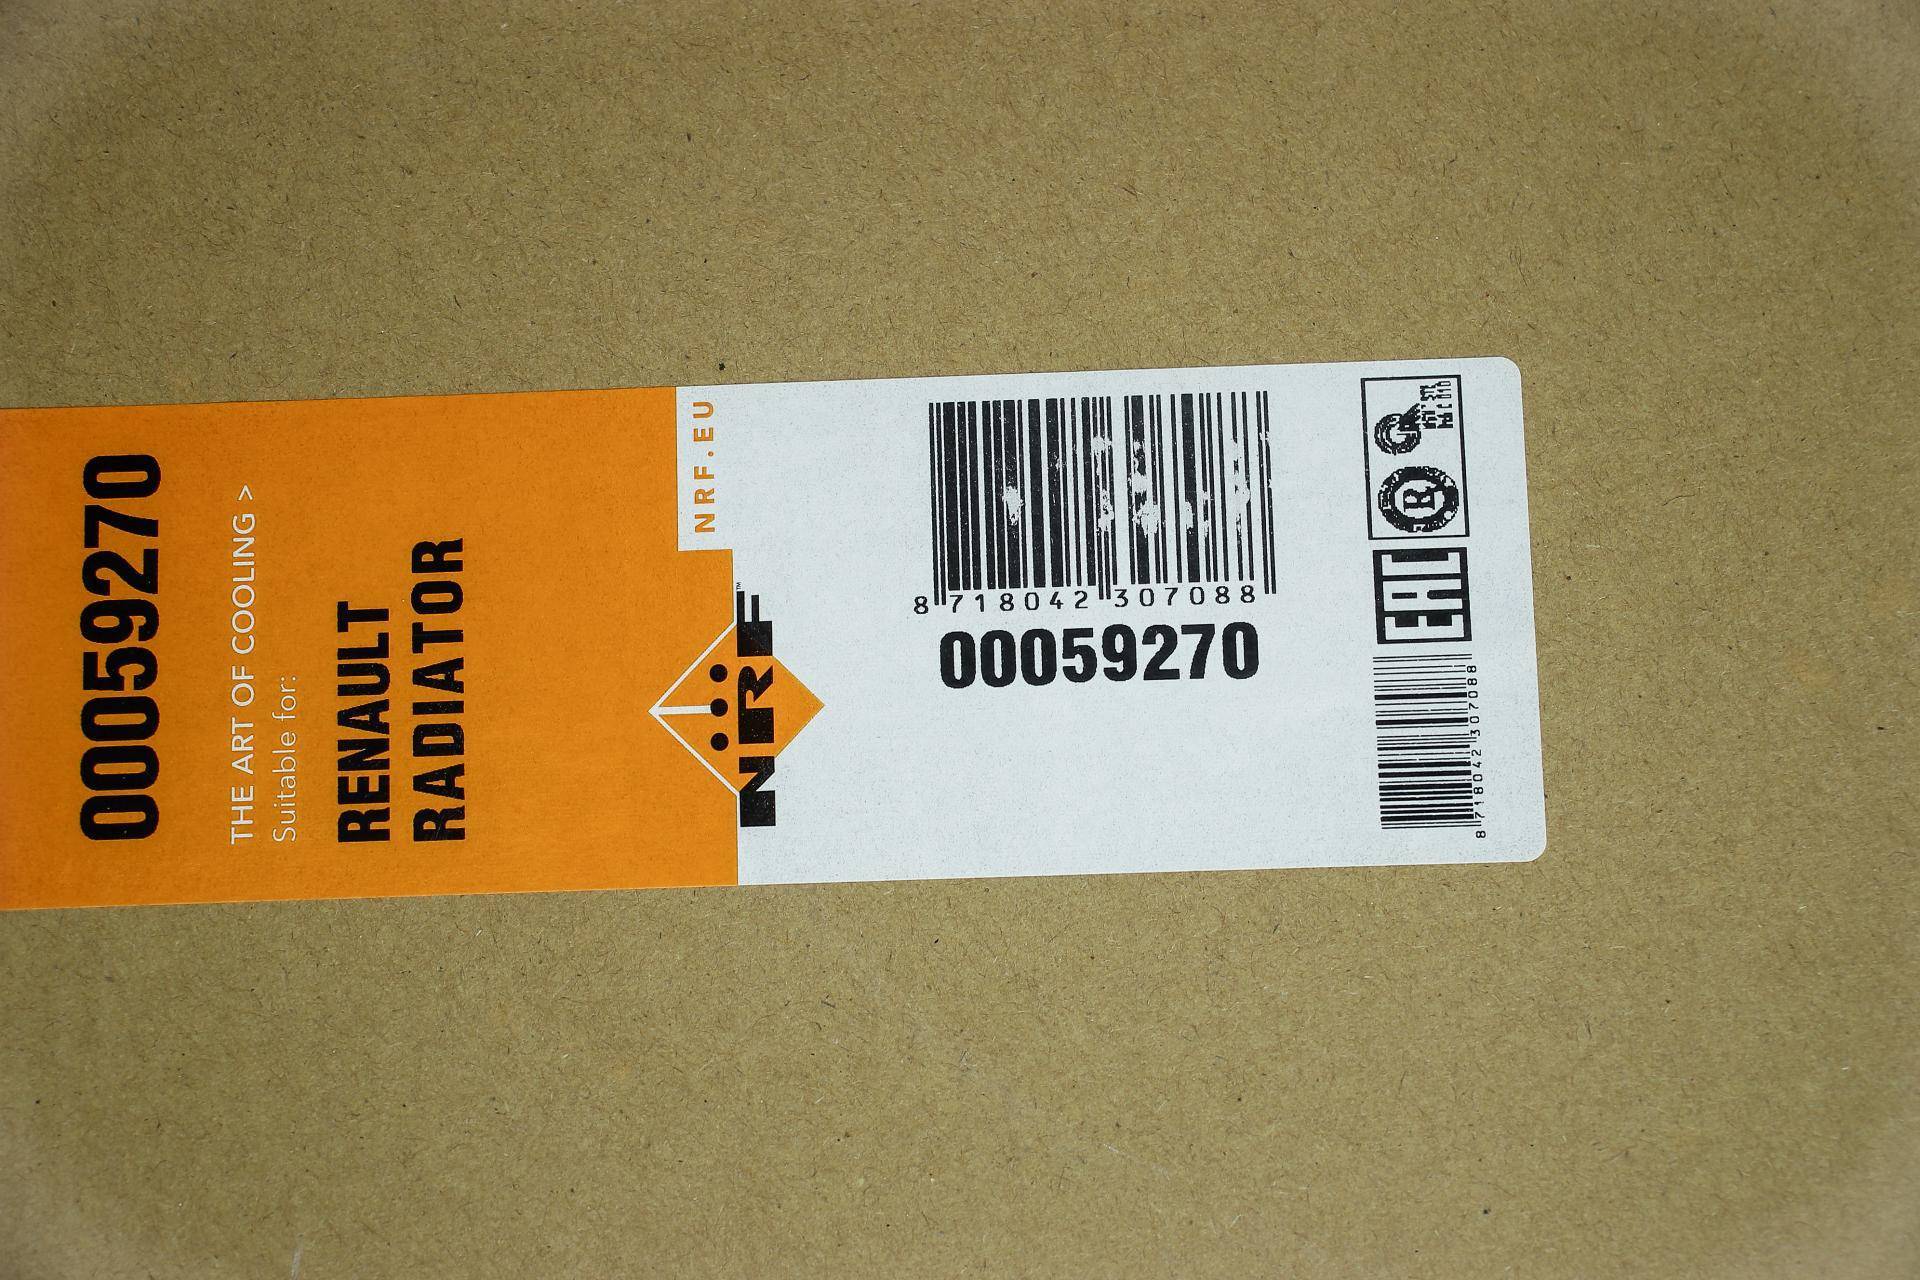 00059270
THE ART OF COOLING >
Suitable for:
RENAULT
RADIATOR
NRF.EU
NRF™
8 718042 307088
00059270
EAC
8 718042 307088